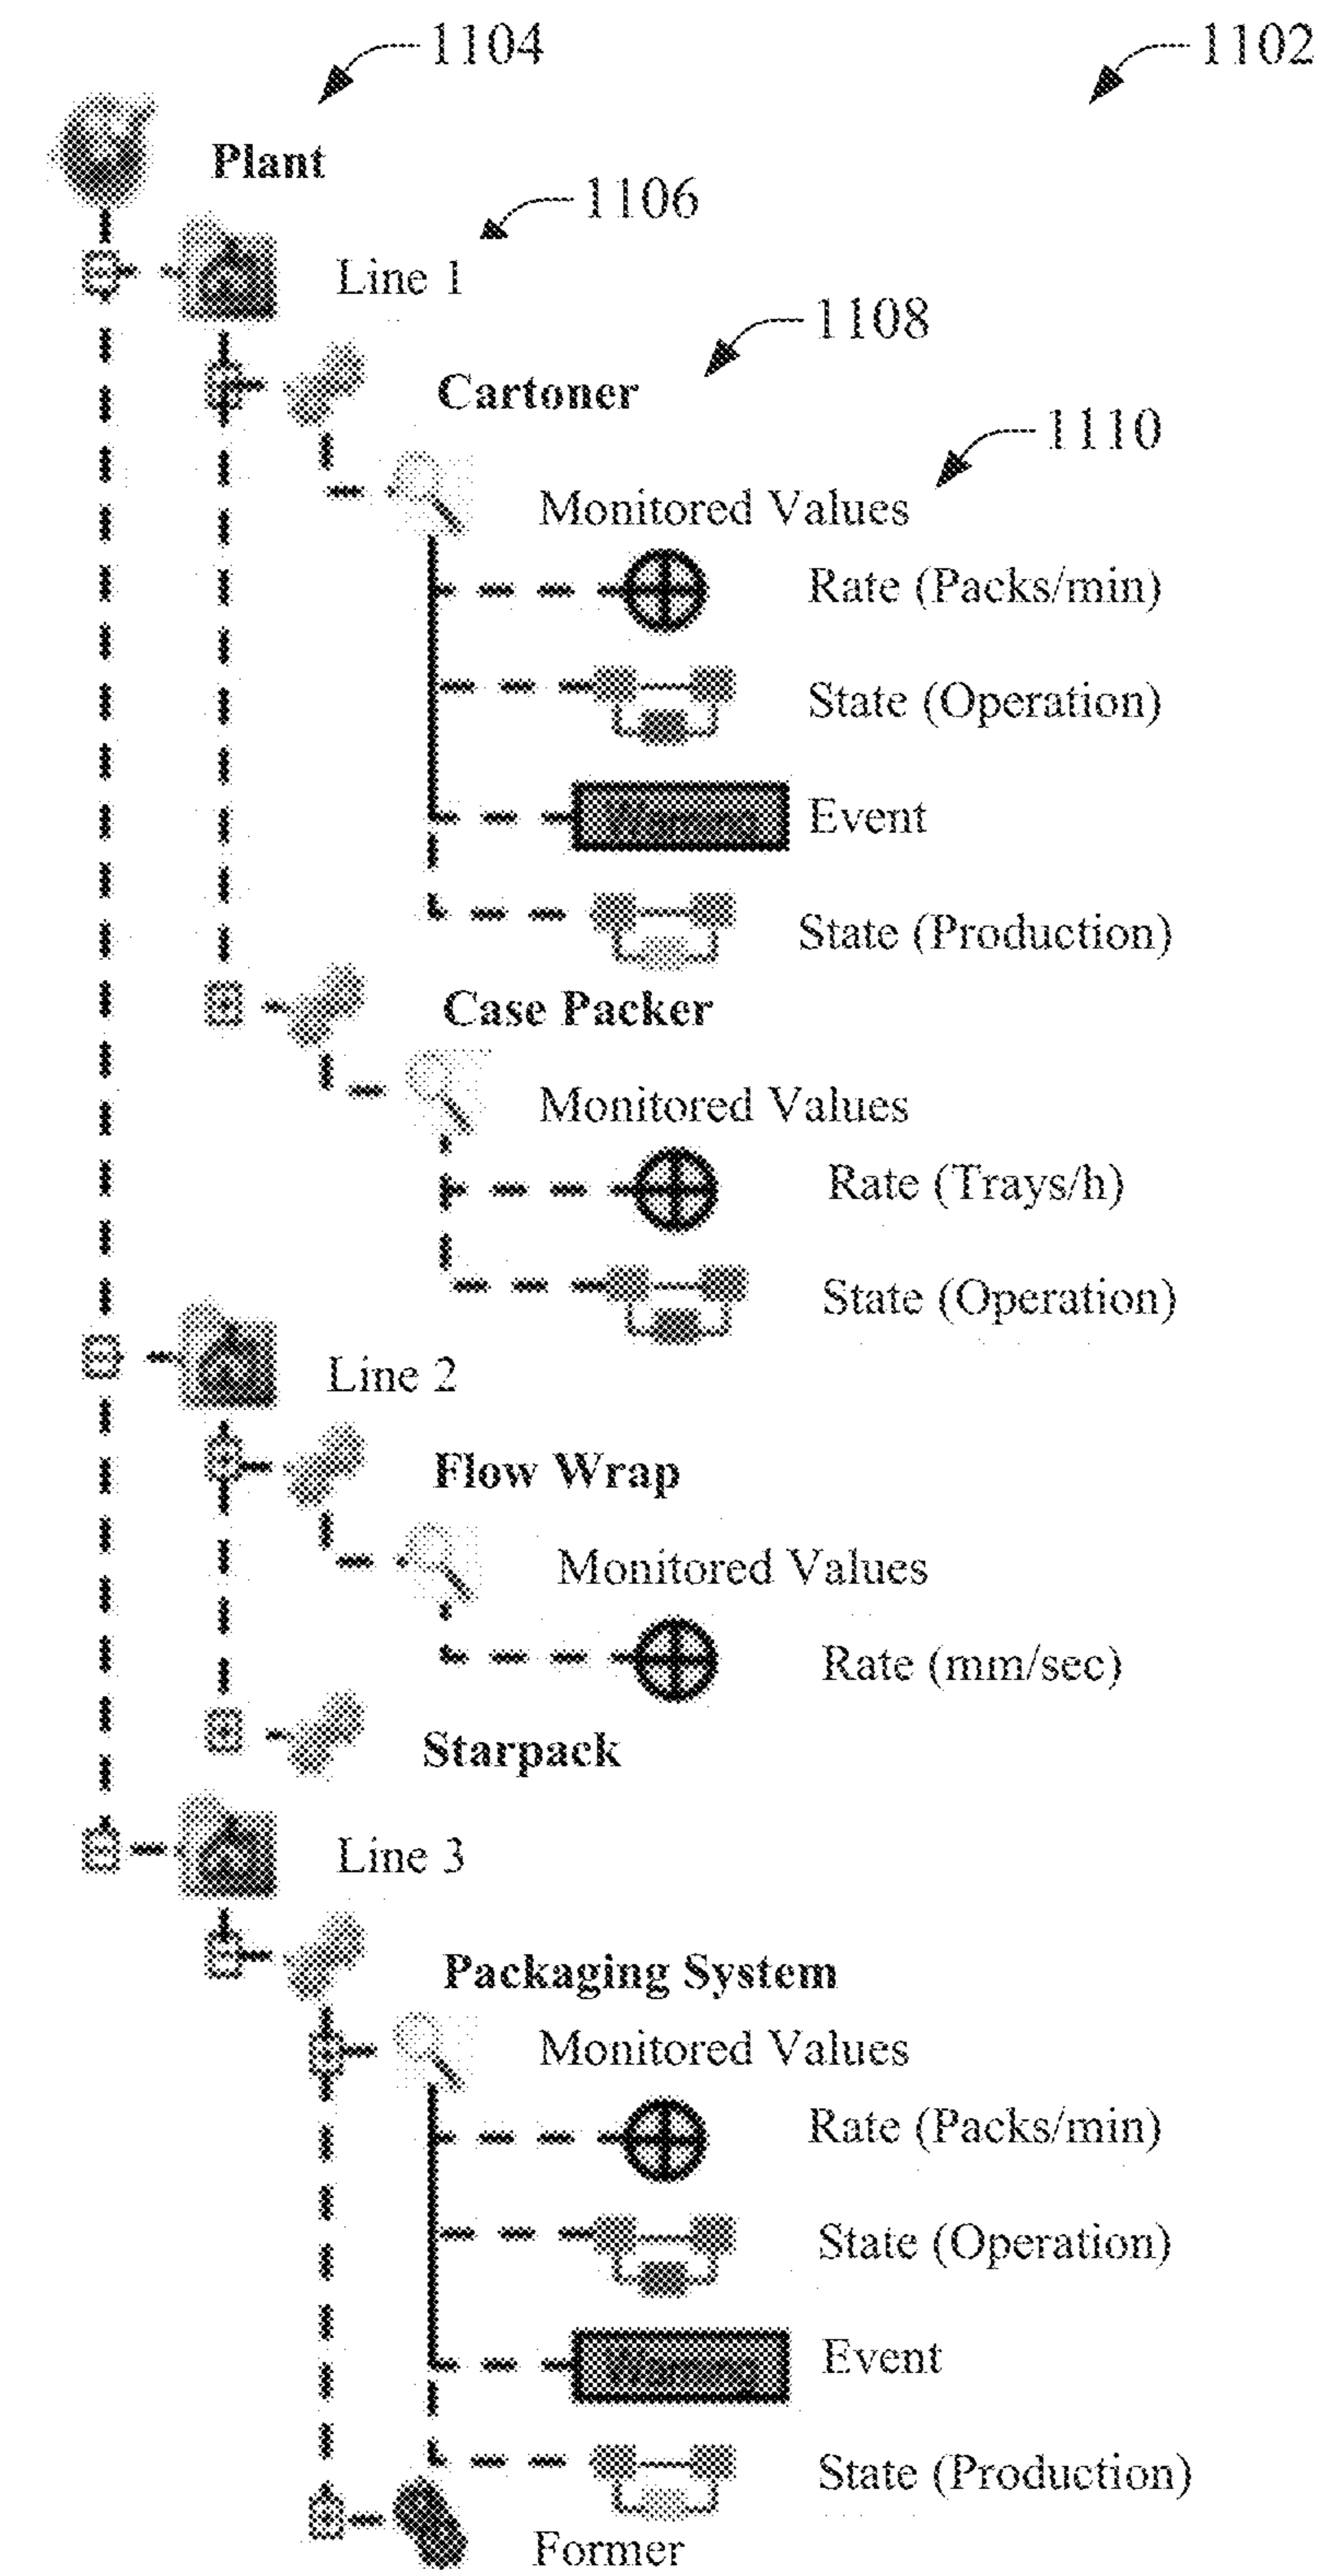 1104
1102
Plant
1106
Line 1
1108
Cartoner
1110
Monitored Values
Rate (Packs/min)
State (Operation)
Warning Event
State (Production)
Case Packer
Monitored Values
Rate (Trays/h)
State (Operation)
Line 2
Flow Wrap
Monitored Values
Rate (mm/sec)
Starpack
Line 3
Packaging System
Monitored Values
Rate (Packs/min)
State (Operation)
Warning Event
State (Production)
Former